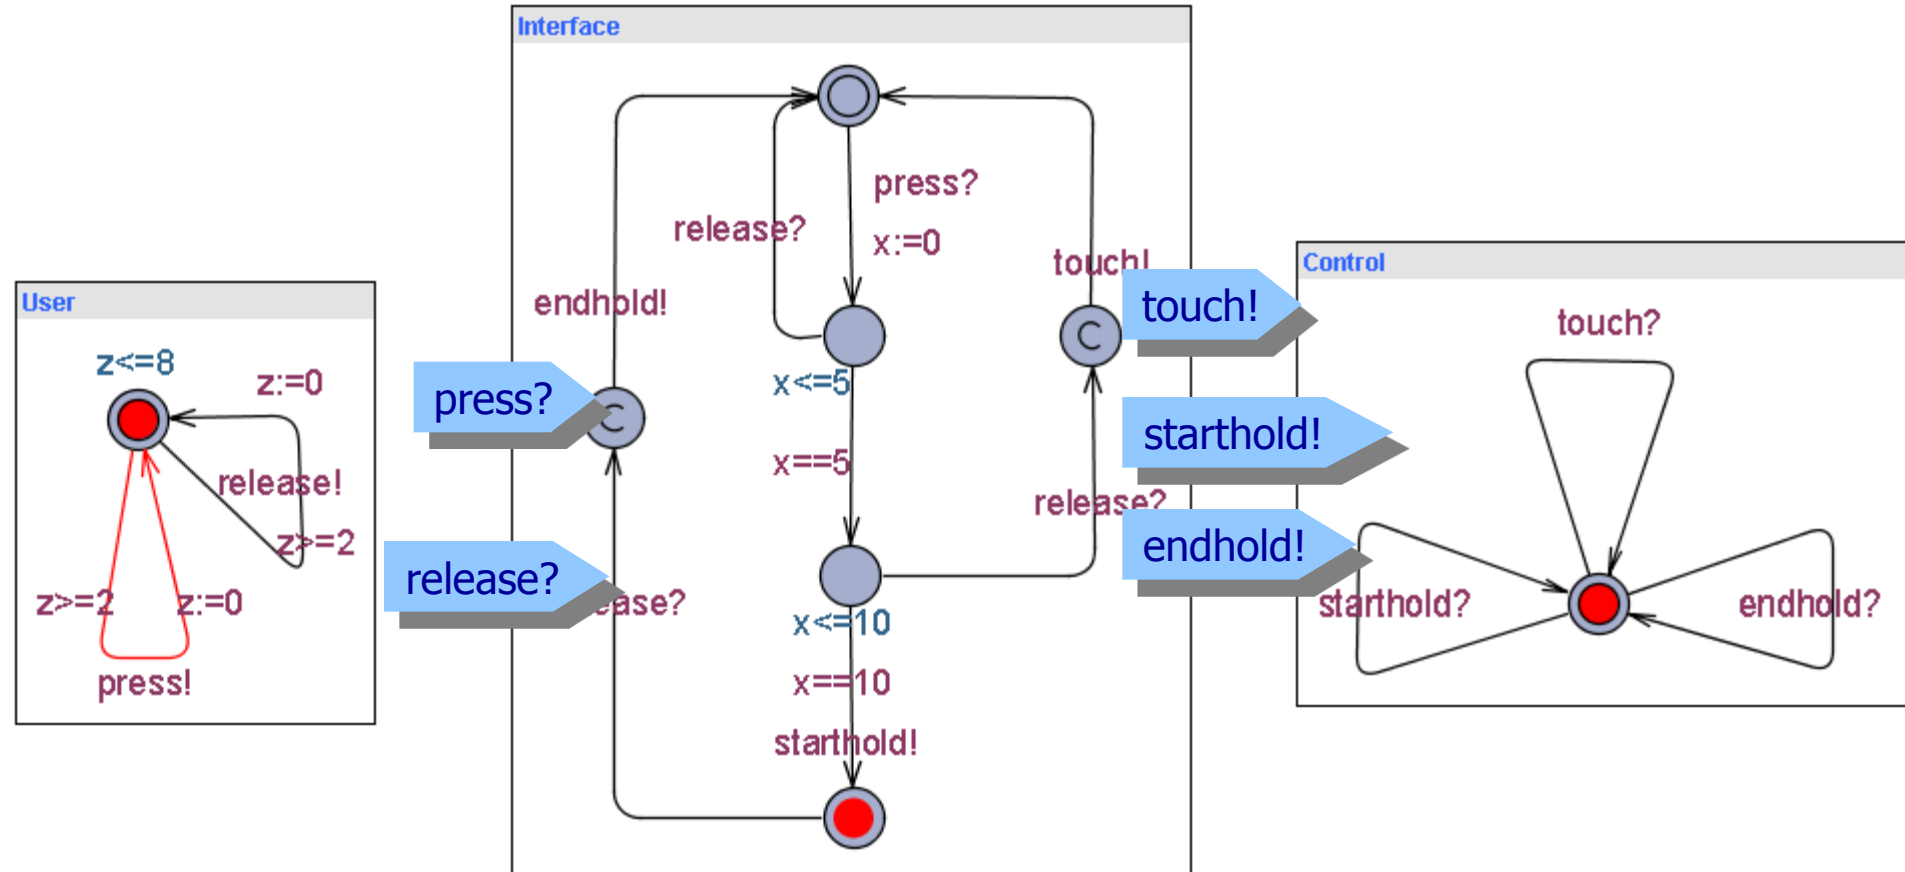 User
z<=8
z:=0
release!
z>=2
z>=2
z:=0
press!
Interface
press?
x:=0
release?
touch!
endhold!
C
C
x<=5
x==5
release?
ease?
x<=10
x==10
starthold!
press?
release?
touch!
starthold!
endhold!
Control
touch?
starthold?
endhold?